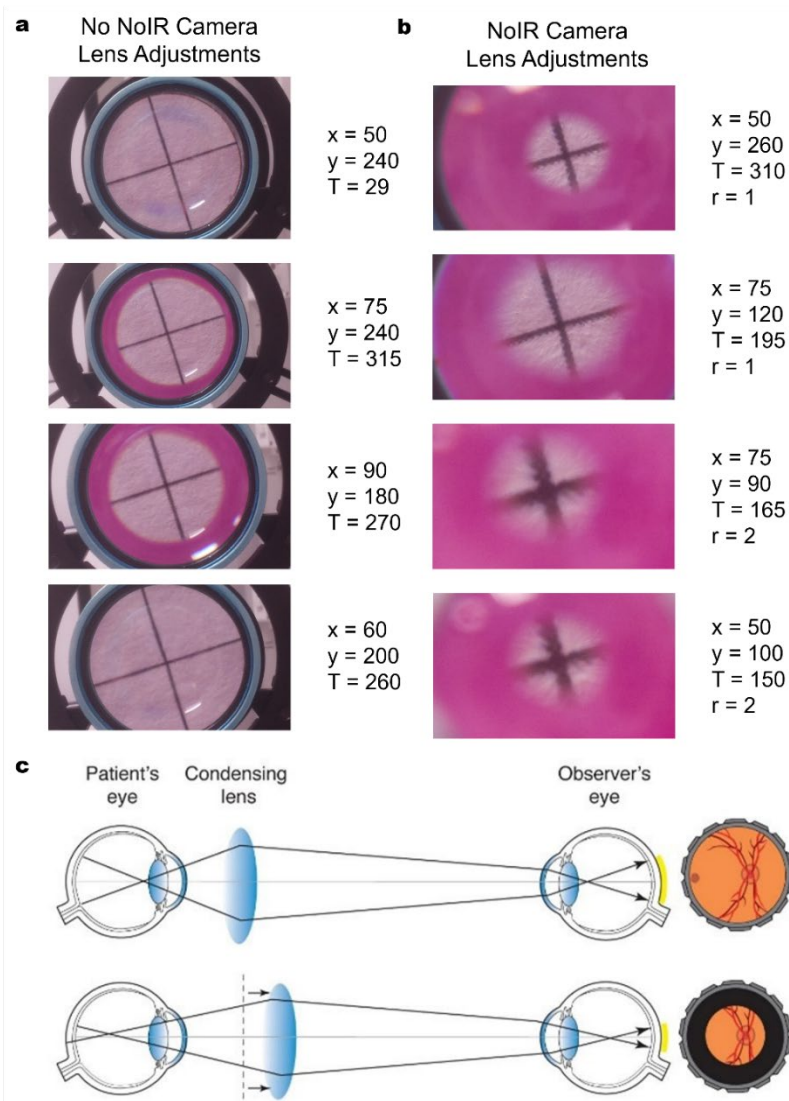 a
No NoIR Camera
Lens Adjustments
x = 50
y = 240
T = 29
x = 75
y = 240
T = 315
x = 90
y = 180
T = 270
x = 60
y = 200
T = 260
b
NoIR Camera
Lens Adjustments
x = 50
y = 260
T = 310
r = 1
x = 75
y = 120
T = 195
r = 1
x = 75
y = 90
T = 165
r = 2
x = 50
y = 100
T = 150
r = 2
c
Patient's
eye
Condensing
lens
Observer's
eye